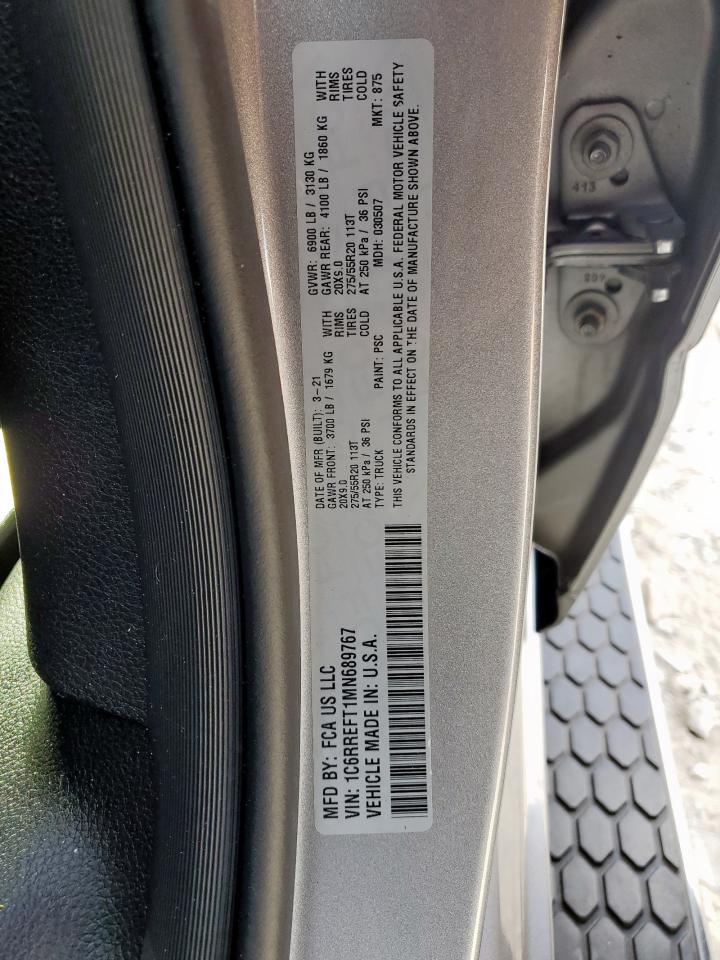 MFD BY: FCA US LLC
VIN: 1C6RREFT1MN689767
VEHICLE MADE IN: U.S.A.
DATE OF MFR (BUILT): 3-21
GVWR: 6900 LB / 3130 KG
GAWR FRONT: 3700 LB / 1679 KG WITH
20X9.0 RIMS
275/55R20 113T TIRES
AT 250 kPa / 36 PSI COLD
GAWR REAR: 4100 LB / 1860 KG WITH
20X9.0 RIMS
275/55R20 113T TIRES
AT 250 kPa / 36 PSI COLD
TYPE: TRUCK PAINT: PSC MDH: 030507 MKT: 875
THIS VEHICLE CONFORMS TO ALL APPLICABLE U.S.A. FEDERAL MOTOR VEHICLE SAFETY
STANDARDS IN EFFECT ON THE DATE OF MANUFACTURE SHOWN ABOVE.
413